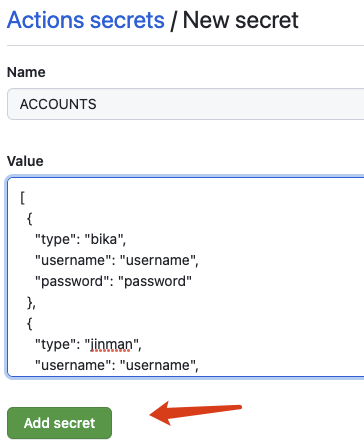 Actions secrets / New secret
Name
ACCOUNTS
Value
[
  {
    "type": "bika",
    "username": "username",
    "password": "password"
  },
  {
    "type": "jinman",
    "username": "username",
Add secret